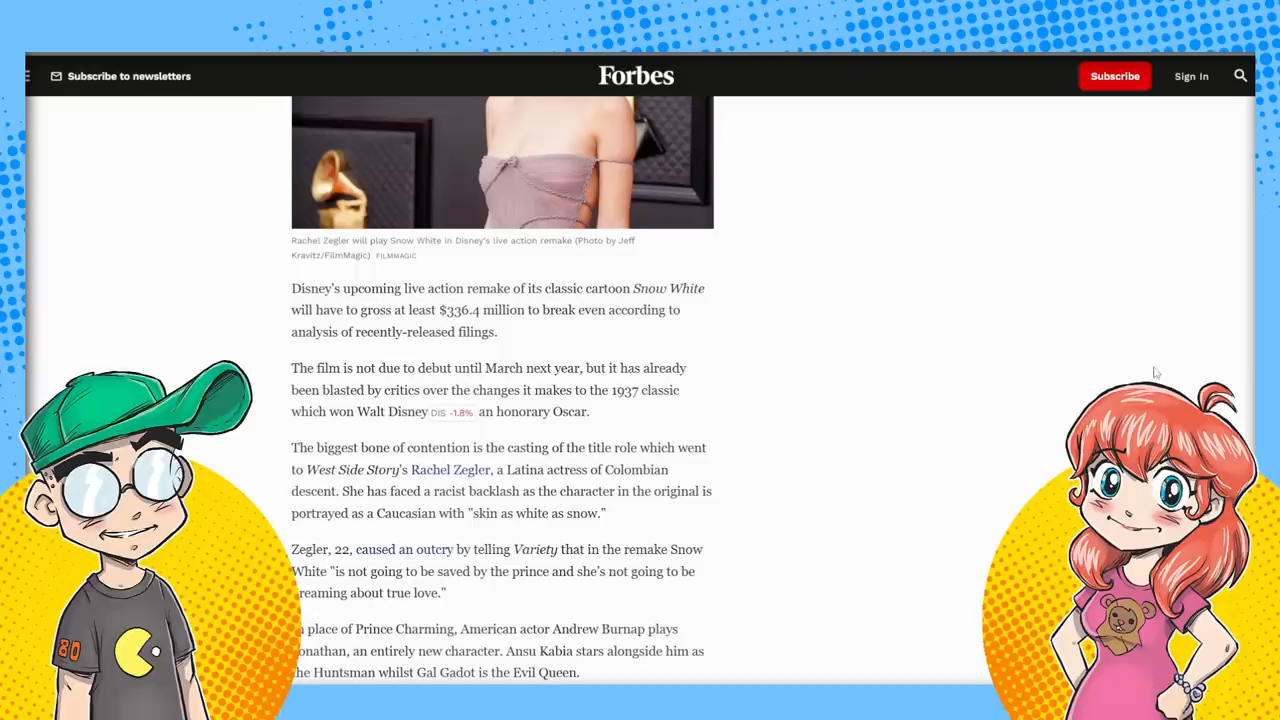 Subscribe to newsletters
Forbes
Subscribe
Sign In
Rachel Zegler will play Snow White in Disney's live action remake (Photo by Jeff
Kravitz/FilmMagic) FILMMAGIC
Disney's upcoming live action remake of its classic cartoon Snow White
will have to gross at least $336.4 million to break even according to
analysis of recently-released filings.
The film is not due to debut until March next year, but it has already
been blasted by critics over the changes it makes to the 1937 classic
which won Walt Disney DIS -1.8% an honorary Oscar.
The biggest bone of contention is the casting of the title role which went
to West Side Story's Rachel Zegler, a Latina actress of Colombian
descent. She has faced a racist backlash as the character in the original is
portrayed as a Caucasian with "skin as white as snow."
Zegler, 22, caused an outcry by telling Variety that in the remake Snow
White "is not going to be saved by the prince and she's not going to be
reaming about true love."
place of Prince Charming, American actor Andrew Burnap plays
onathan, an entirely new character. Ansu Kabia stars alongside him as
he Huntsman whilst Gal Gadot is the Evil Queen.
80